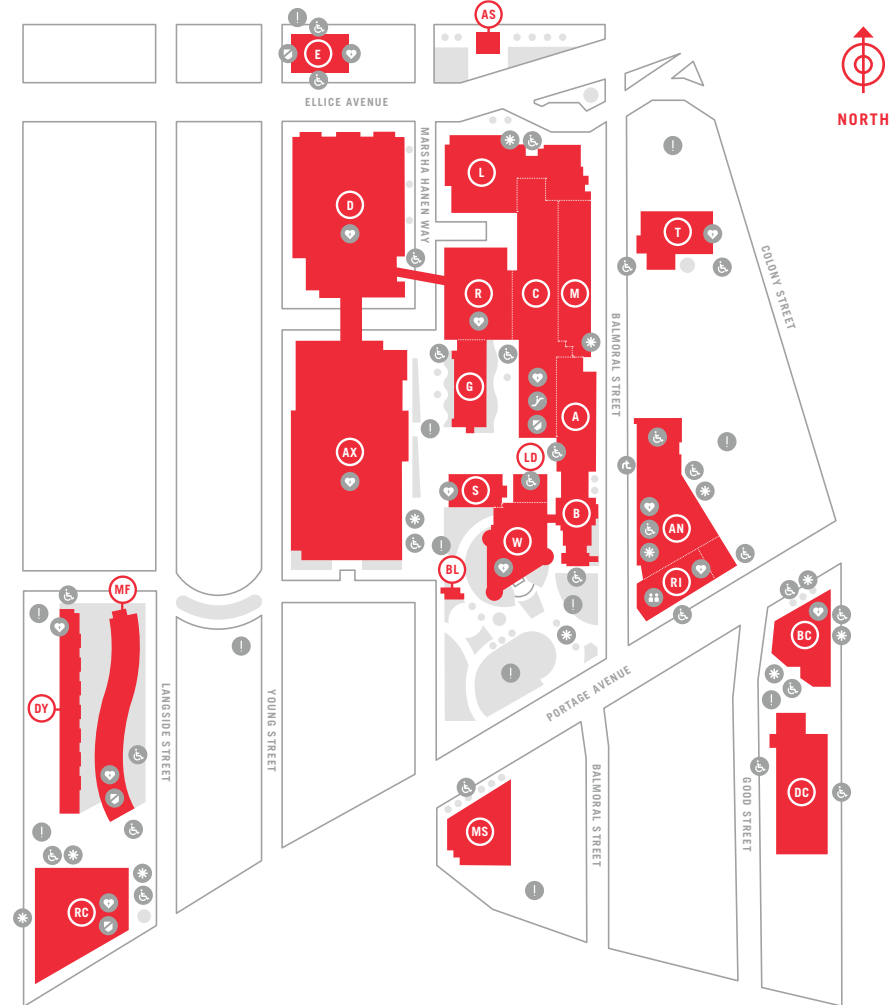 AS
E
ELLICE AVENUE
NORTH
MARSHA HANEN WAY
L
D
T
COLONY STREET
R
C
M
BALMORAL STREET
G
A
AX
LD
S
B
AN
W
BL
RI
MF
BC
DY
LANGSIDE STREET
YOUNG STREET
PORTAGE AVENUE
BALMORAL STREET
GOOD STREET
DC
MS
RC